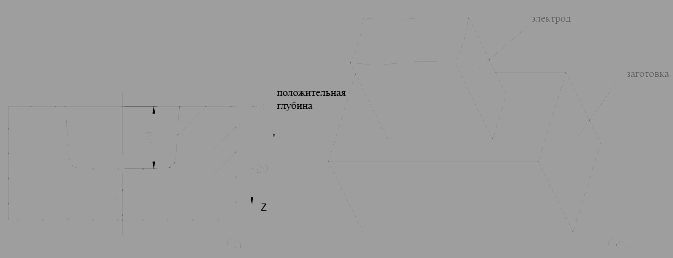 электрод
заготовка
положительная
глубина
Z